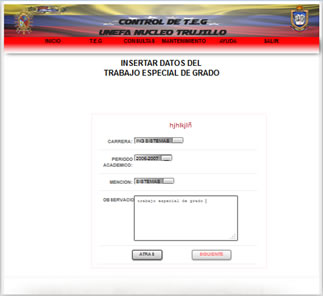 CONTROL DE T.E.G
UNEFA NUCLEO TRUJILLO
INICIO T.E.G CONSULTAS MANTENIMIENTO AYUDA SALIR
INSERTAR DATOS DEL
TRABAJO ESPECIAL DE GRADO
hjhkjlñ
CARRERA: ING SISTEMAS
PERIODO 2006-2007
ACADEMICO:
MENCION: SISTEMAS
OBSERVACIO trabajo especial de grado
ATRAS SIGUIENTE